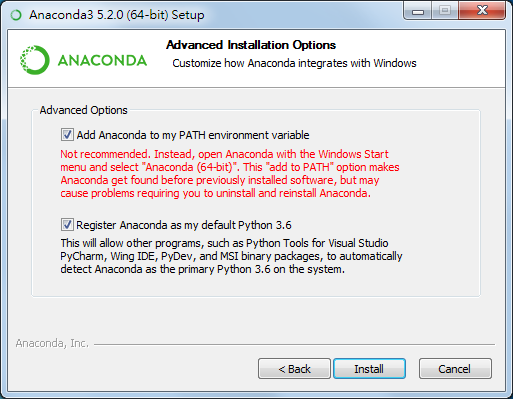 Anaconda3 5.2.0 (64-bit) Setup
ANACONDA
Advanced Installation Options
Customize how Anaconda integrates with Windows
Advanced Options
Add Anaconda to my PATH environment variable
Not recommended. Instead, open Anaconda with the Windows Start
menu and select "Anaconda (64-bit)". This "add to PATH" option makes
Anaconda get found before previously installed software, but may
cause problems requiring you to uninstall and reinstall Anaconda.
Register Anaconda as my default Python 3.6
This will allow other programs, such as Python Tools for Visual Studio
PyCharm, Wing IDE, PyDev, and MSI binary packages, to automatically
detect Anaconda as the primary Python 3.6 on the system.
Anaconda, Inc.
< Back
Install
Cancel